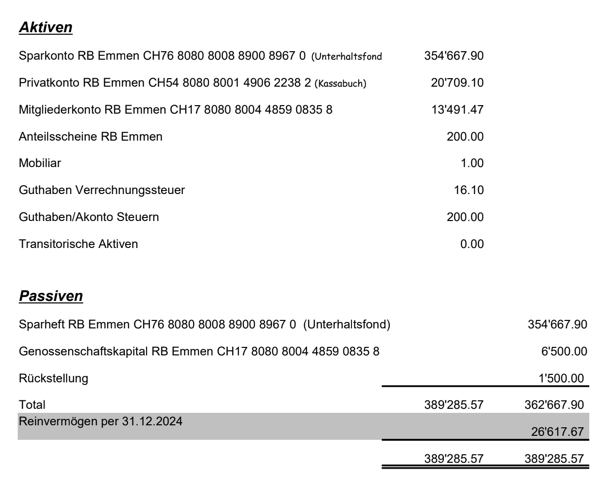 Aktiven
Sparkonto RB Emmen CH76 8080 8008 8900 8967 0 (Unterhaltsfond 354'667.90
Privatkonto RB Emmen CH54 8080 8001 4906 2238 2 (Kassabuch) 20'709.10
Mitgliederkonto RB Emmen CH17 8080 8004 4859 0835 8 13'491.47
Anteilsscheine RB Emmen 200.00
Mobiliar 1.00
Guthaben Verrechnungssteuer 16.10
Guthaben/Akonto Steuern 200.00
Transitorische Aktiven 0.00
Passiven
Sparheft RB Emmen CH76 8080 8008 8900 8967 0 (Unterhaltsfond) 354'667.90
Genossenschaftskapital RB Emmen CH17 8080 8004 4859 0835 8 6'500.00
Rückstellung 1'500.00
Total 389'285.57 362'667.90
Reinvermögen per 31.12.2024 26'617.67
389'285.57 389'285.57